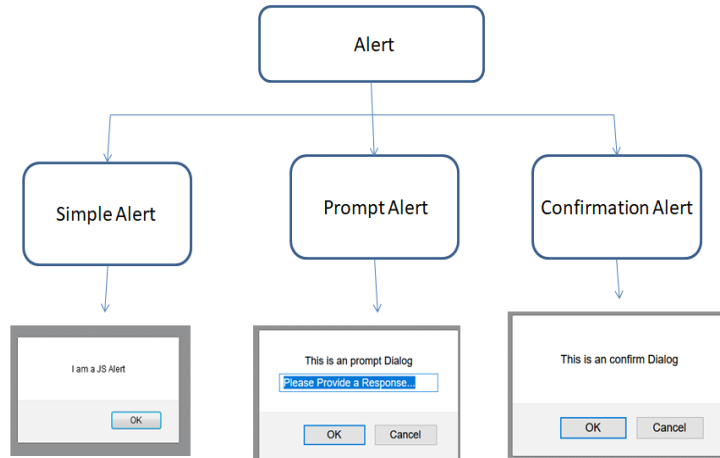 Alert
Simple Alert
Prompt Alert
Confirmation Alert
I am a JS Alert
OK
This is an prompt Dialog
Please Provide a Response...
OK
Cancel
This is an confirm Dialog
OK
Cancel